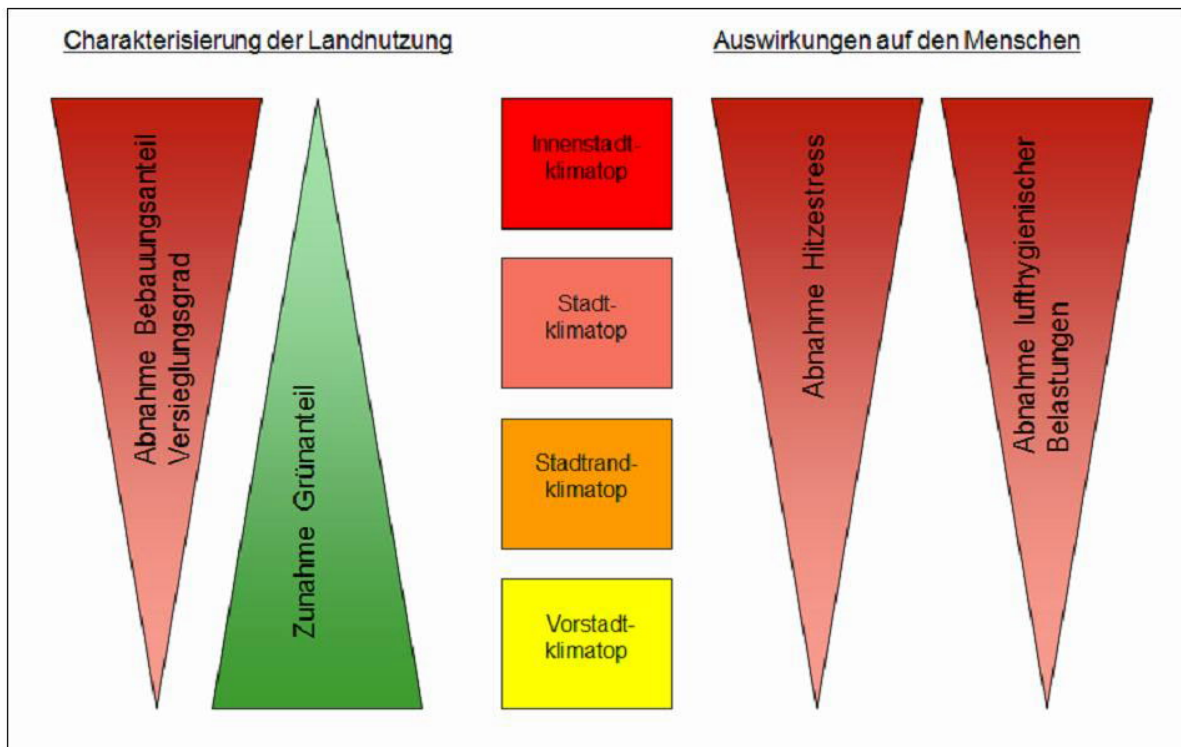 Charakterisierung der Landnutzung
Auswirkungen auf den Menschen
Abnahme Bebauungsanteil
Versieglungsgrad
Zunahme Grünanteil
Innenstadt-
klimatop
Stadt-
klimatop
Stadtrand-
klimatop
Vorstadt-
klimatop
Abnahme Hitzestress
Abnahme lufthygienischer
Belastungen